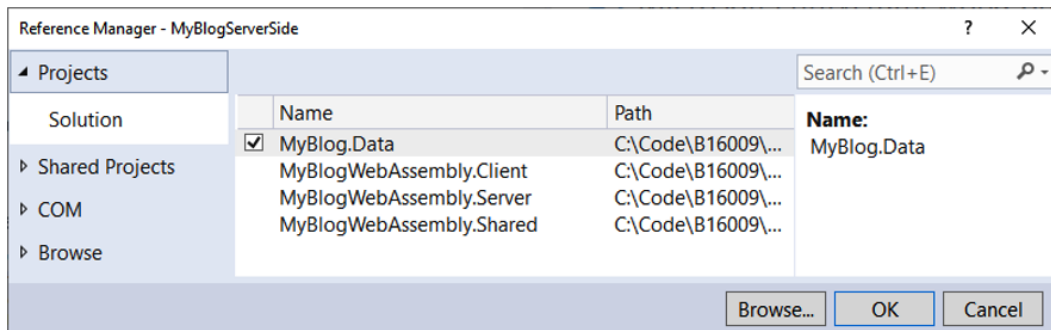 Reference Manager - MyBlogServerSide ? ✕
Projects
Search (Ctrl+E)
Solution
Name Path
MyBlog.Data C:\Code\B16009\...
MyBlogWebAssembly.Client C:\Code\B16009\...
MyBlogWebAssembly.Server C:\Code\B16009\...
MyBlogWebAssembly.Shared C:\Code\B16009\...
Name:
MyBlog.Data
Shared Projects
COM
Browse
Browse... OK Cancel